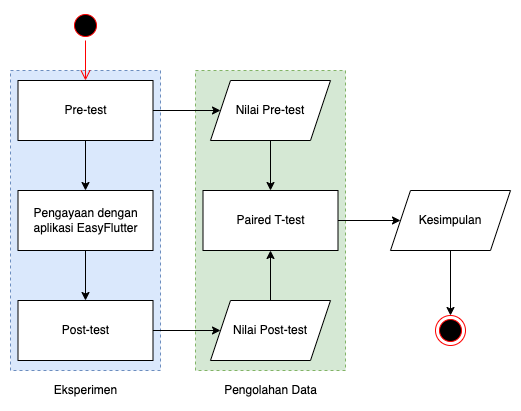 Pre-test
Nilai Pre-test
Pengayaan dengan
aplikasi EasyFlutter
Paired T-test
Kesimpulan
Post-test
Nilai Post-test
Eksperimen
Pengolahan Data